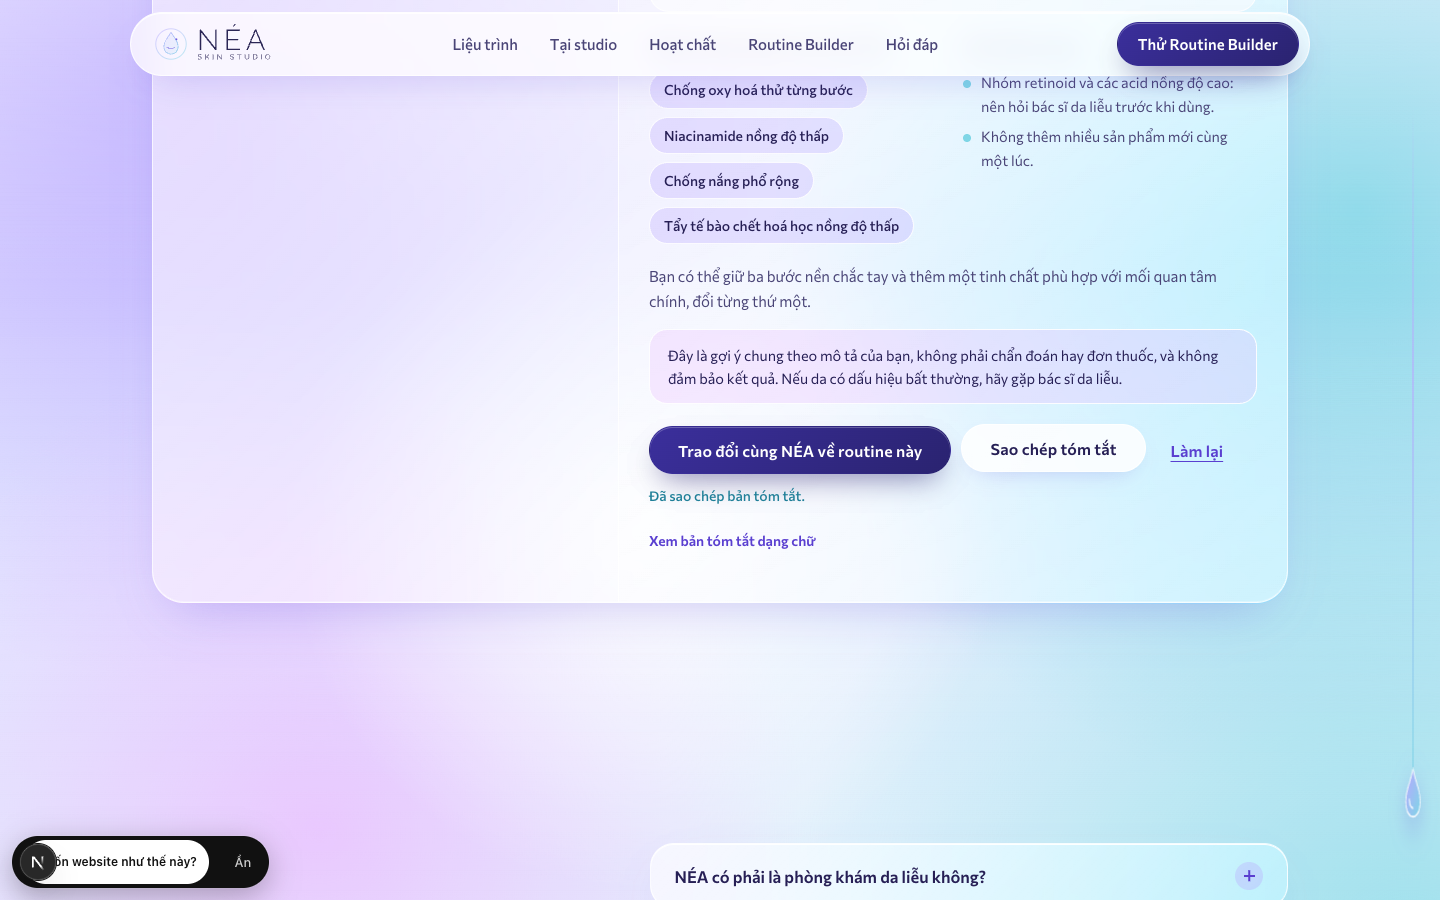 NÉA
SKIN STUDIO
Liệu trình
Tại studio
Hoạt chất
Routine Builder
Hỏi đáp
Thử Routine Builder
Chống oxy hoá thử từng bước
Niacinamide nồng độ thấp
Chống nắng phổ rộng
Tẩy tế bào chết hoá học nồng độ thấp
Nhóm retinoid và các acid nồng độ cao:
nên hỏi bác sĩ da liễu trước khi dùng.
Không thêm nhiều sản phẩm mới cùng
một lúc.
Bạn có thể giữ ba bước nền chắc tay và thêm một tinh chất phù hợp với mối quan tâm
chính, đổi từng thứ một.
Đây là gợi ý chung theo mô tả của bạn, không phải chẩn đoán hay đơn thuốc, và không
đảm bảo kết quả. Nếu da có dấu hiệu bất thường, hãy gặp bác sĩ da liễu.
Trao đổi cùng NÉA về routine này
Sao chép tóm tắt
Làm lại
Đã sao chép bản tóm tắt.
Xem bản tóm tắt dạng chữ
NÉA có phải là phòng khám da liễu không?
N
website như thế này?
Ẩn